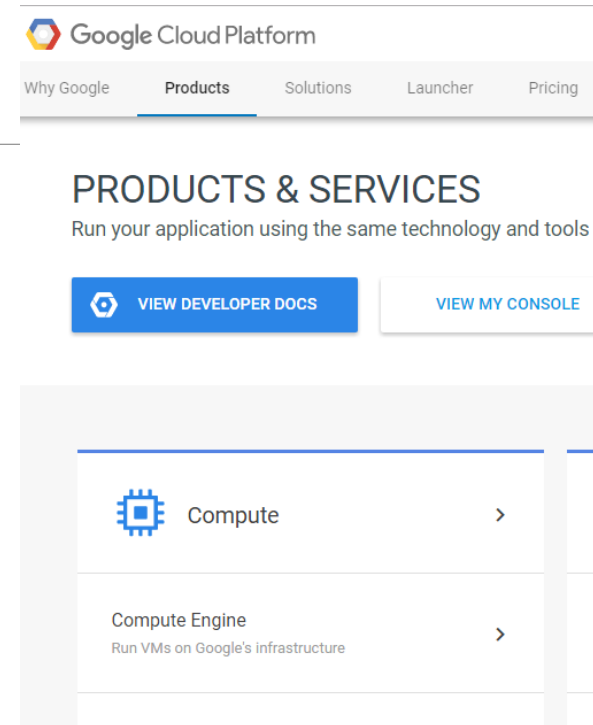 Google Cloud Platform
Why Google Products Solutions Launcher Pricing
PRODUCTS & SERVICES
Run your application using the same technology and tools
VIEW DEVELOPER DOCS VIEW MY CONSOLE
Compute
Compute Engine
Run VMs on Google's infrastructure